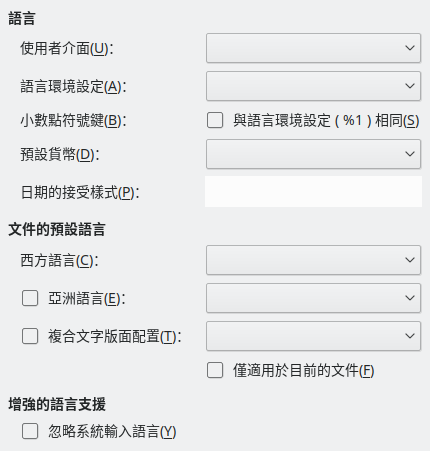 語言
使用者介面(U):
語言環境設定(A):
小數點符號鍵(B): 與語言環境設定 ( %1 ) 相同(S)
預設貨幣(D):
日期的接受樣式(P):
文件的預設語言
西方語言(C):
亞洲語言(E):
複合文字版面配置(T):
僅適用於目前的文件(F)
增強的語言支援
忽略系統輸入語言(Y)